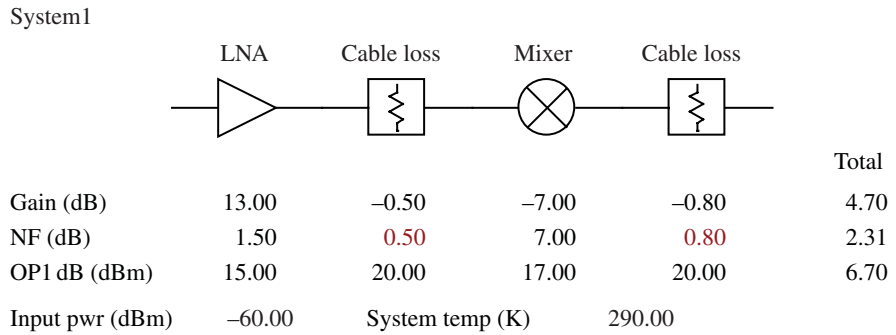 System1
LNA Cable loss Mixer Cable loss
Total
Gain (dB) 13.00 –0.50 –7.00 –0.80 4.70
NF (dB) 1.50 0.50 7.00 0.80 2.31
OP1 dB (dBm) 15.00 20.00 17.00 20.00 6.70
Input pwr (dBm) –60.00 System temp (K) 290.00